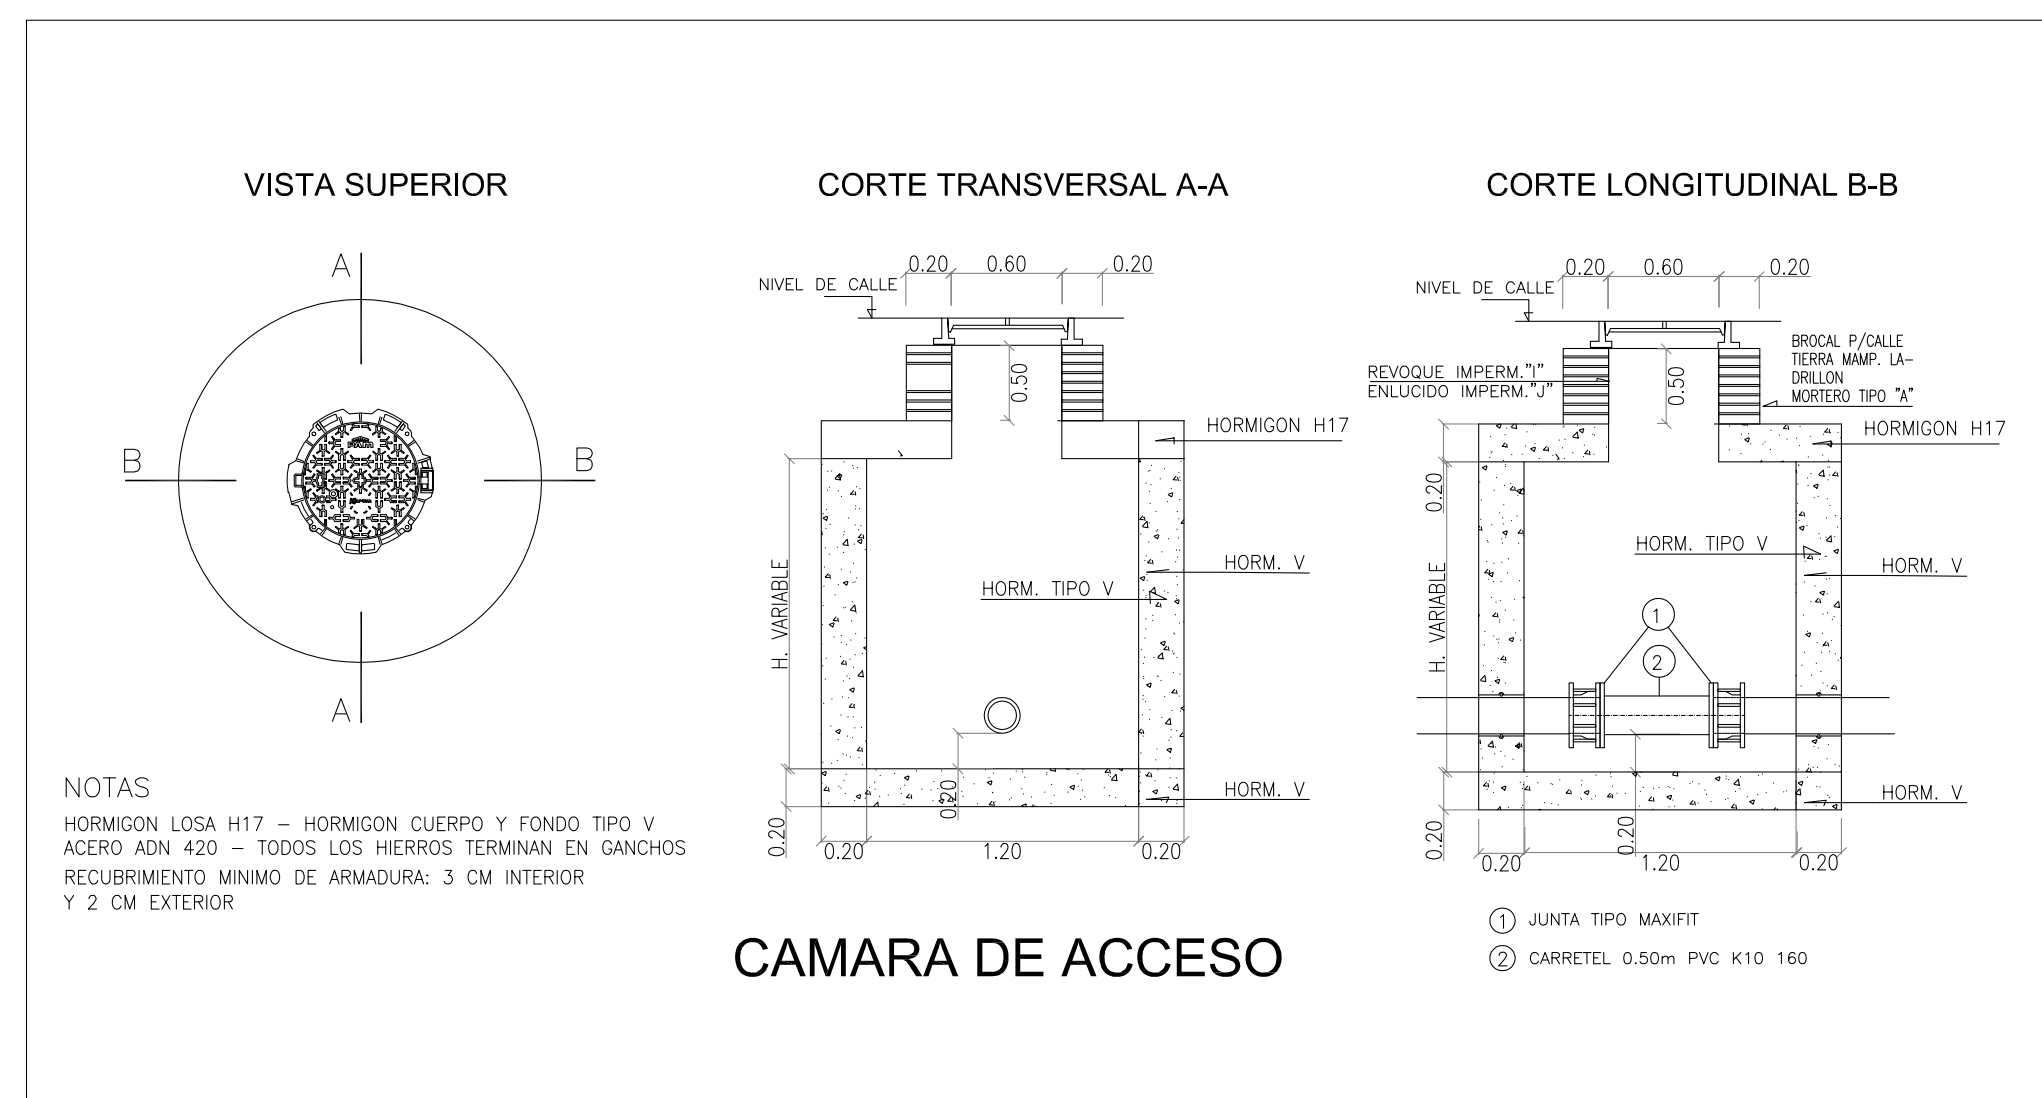 VISTA SUPERIOR
A
B
B
A
NOTAS
HORMIGON LOSA H17 – HORMIGON CUERPO Y FONDO TIPO V
ACERO ADN 420 – TODOS LOS HIERROS TERMINAN EN GANCHOS
RECUBRIMIENTO MINIMO DE ARMADURA: 3 CM INTERIOR
Y 2 CM EXTERIOR
CORTE TRANSVERSAL A-A
0.20 0.60 0.20
NIVEL DE CALLE
0.50
HORMIGON H17
HORM. V
HORM. TIPO V
H. VARIABLE
HORM. V
0.20
0.20
0.20 1.20 0.20
CORTE LONGITUDINAL B-B
0.20 0.60 0.20
NIVEL DE CALLE
BROCAL P/CALLE
TIERRA MAMP. LA-
DRILLON
MORTERO TIPO "A"
REVOQUE IMPERM."I"
ENLUCIDO IMPERM."J"
0.50
HORMIGON H17
0.20
HORM. TIPO V
HORM. V
H. VARIABLE
1
2
HORM. V
0.20
0.20
0.20 1.20 0.20
1 JUNTA TIPO MAXIFIT
2 CARRETEL 0.50m PVC K10 160
CAMARA DE ACCESO